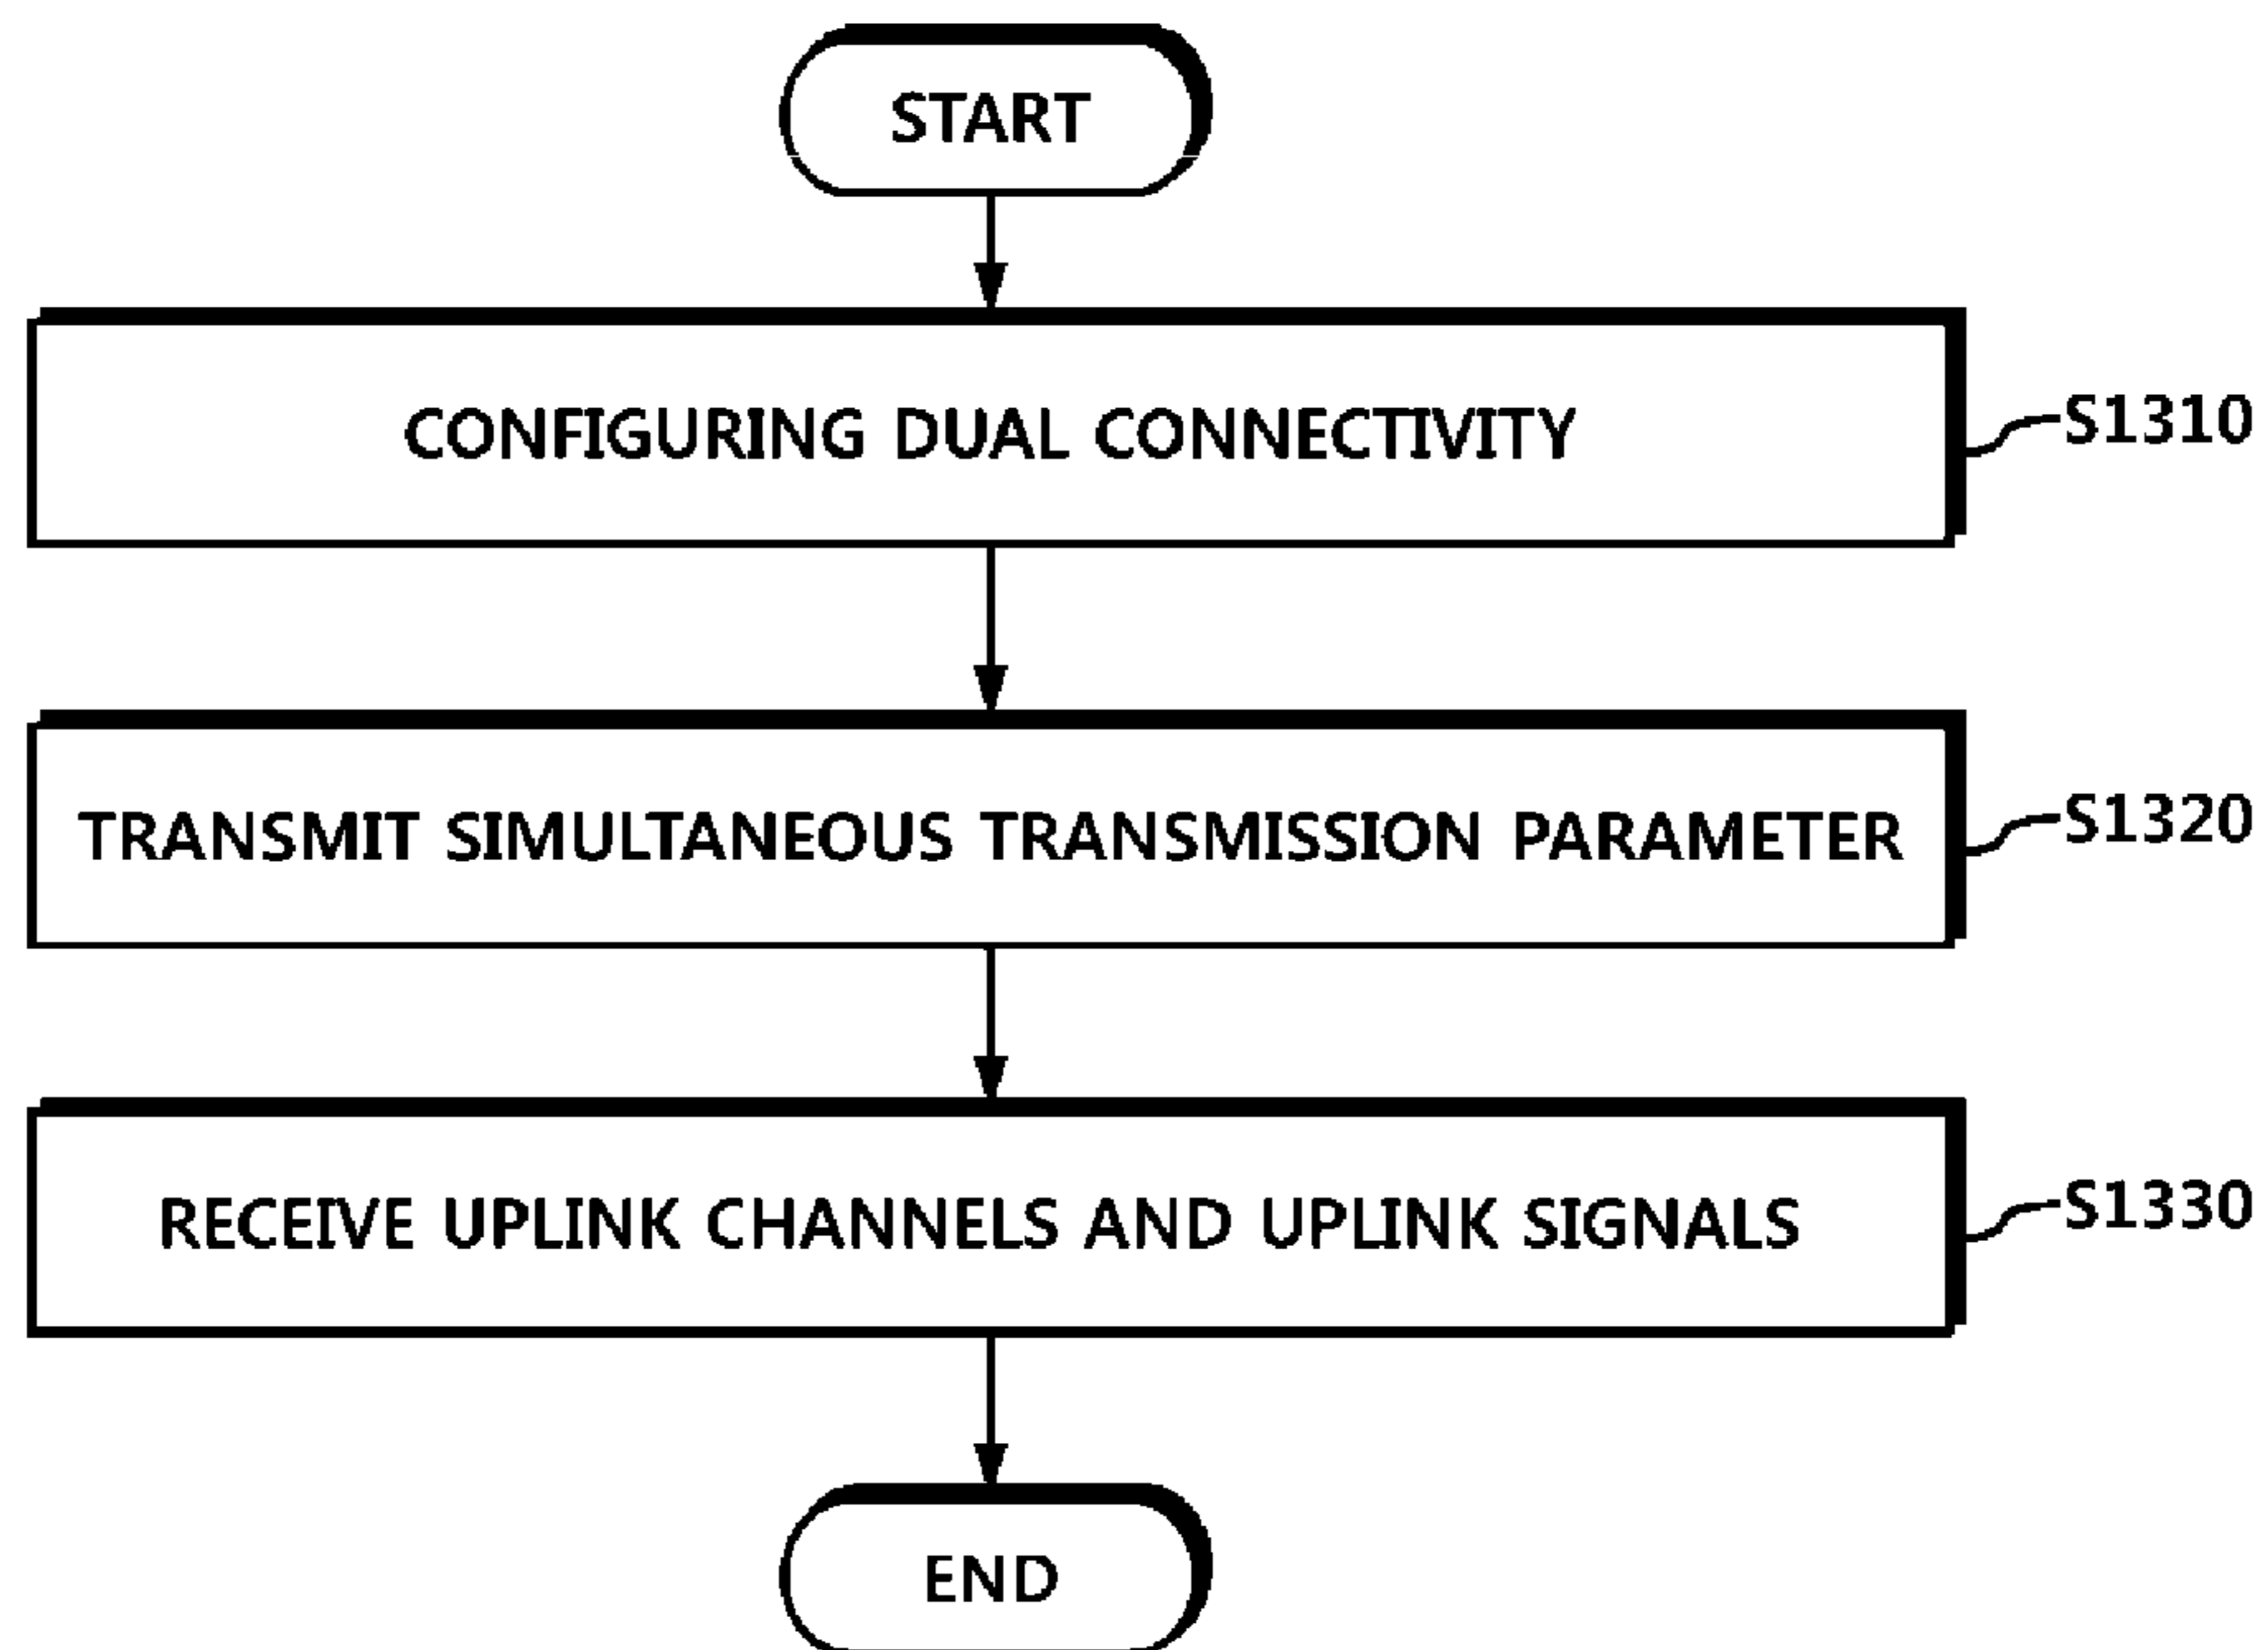 START
CONFIGURING DUAL CONNECTIVITY
S1310
TRANSMIT SIMULTANEOUS TRANSMISSION PARAMETER
S1320
RECEIVE UPLINK CHANNELS AND UPLINK SIGNALS
S1330
END